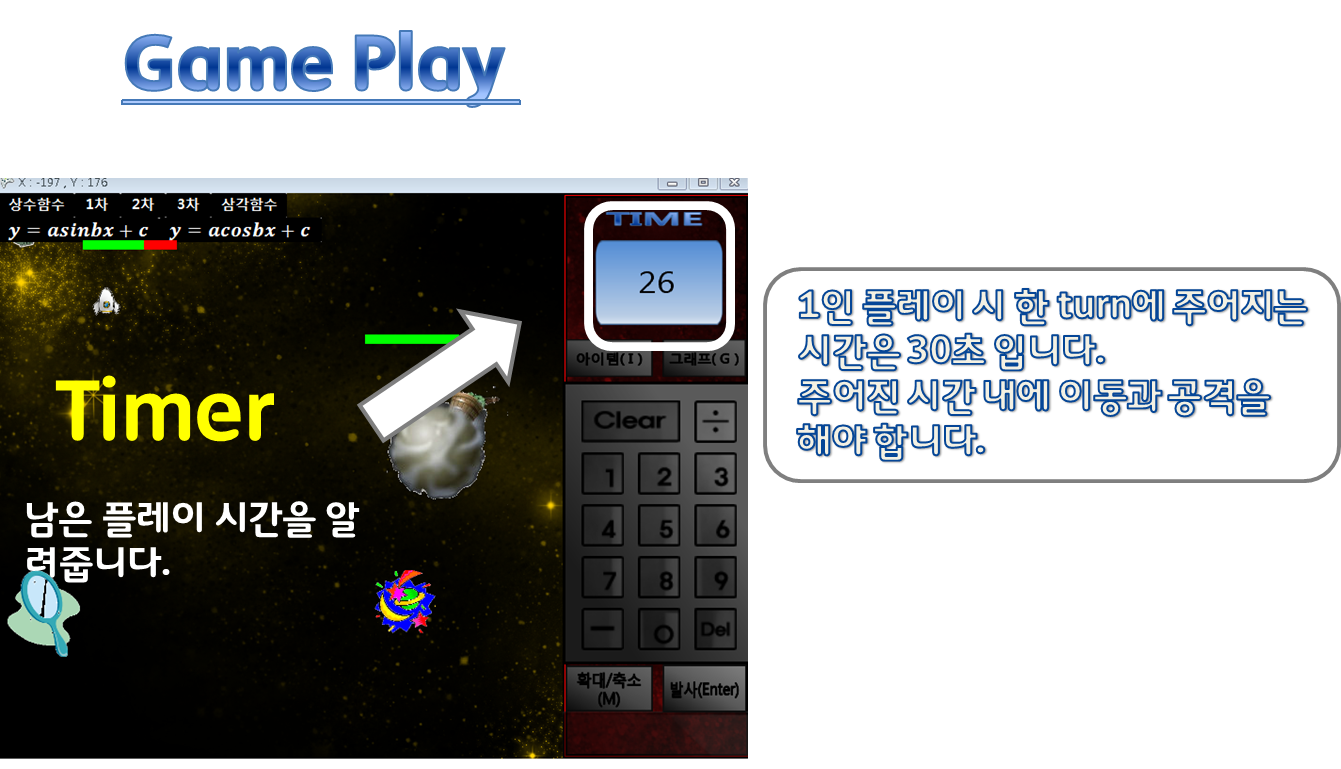 Game Play
X : -197 , Y : 176
상수함수 1차 2차 3차 삼각함수
y = asinbx + c y = acosbx + c
TIME
26
아이템( I ) 그래프( G )
Timer
남은 플레이 시간을 알
려줍니다.
Clear ÷
1 2 3
4 5 6
7 8 9
— 0 Del
확대/축소
(M)
발사(Enter)
1인 플레이 시 한 turn에 주어지는
시간은 30초 입니다.
주어진 시간 내에 이동과 공격을
해야 합니다.